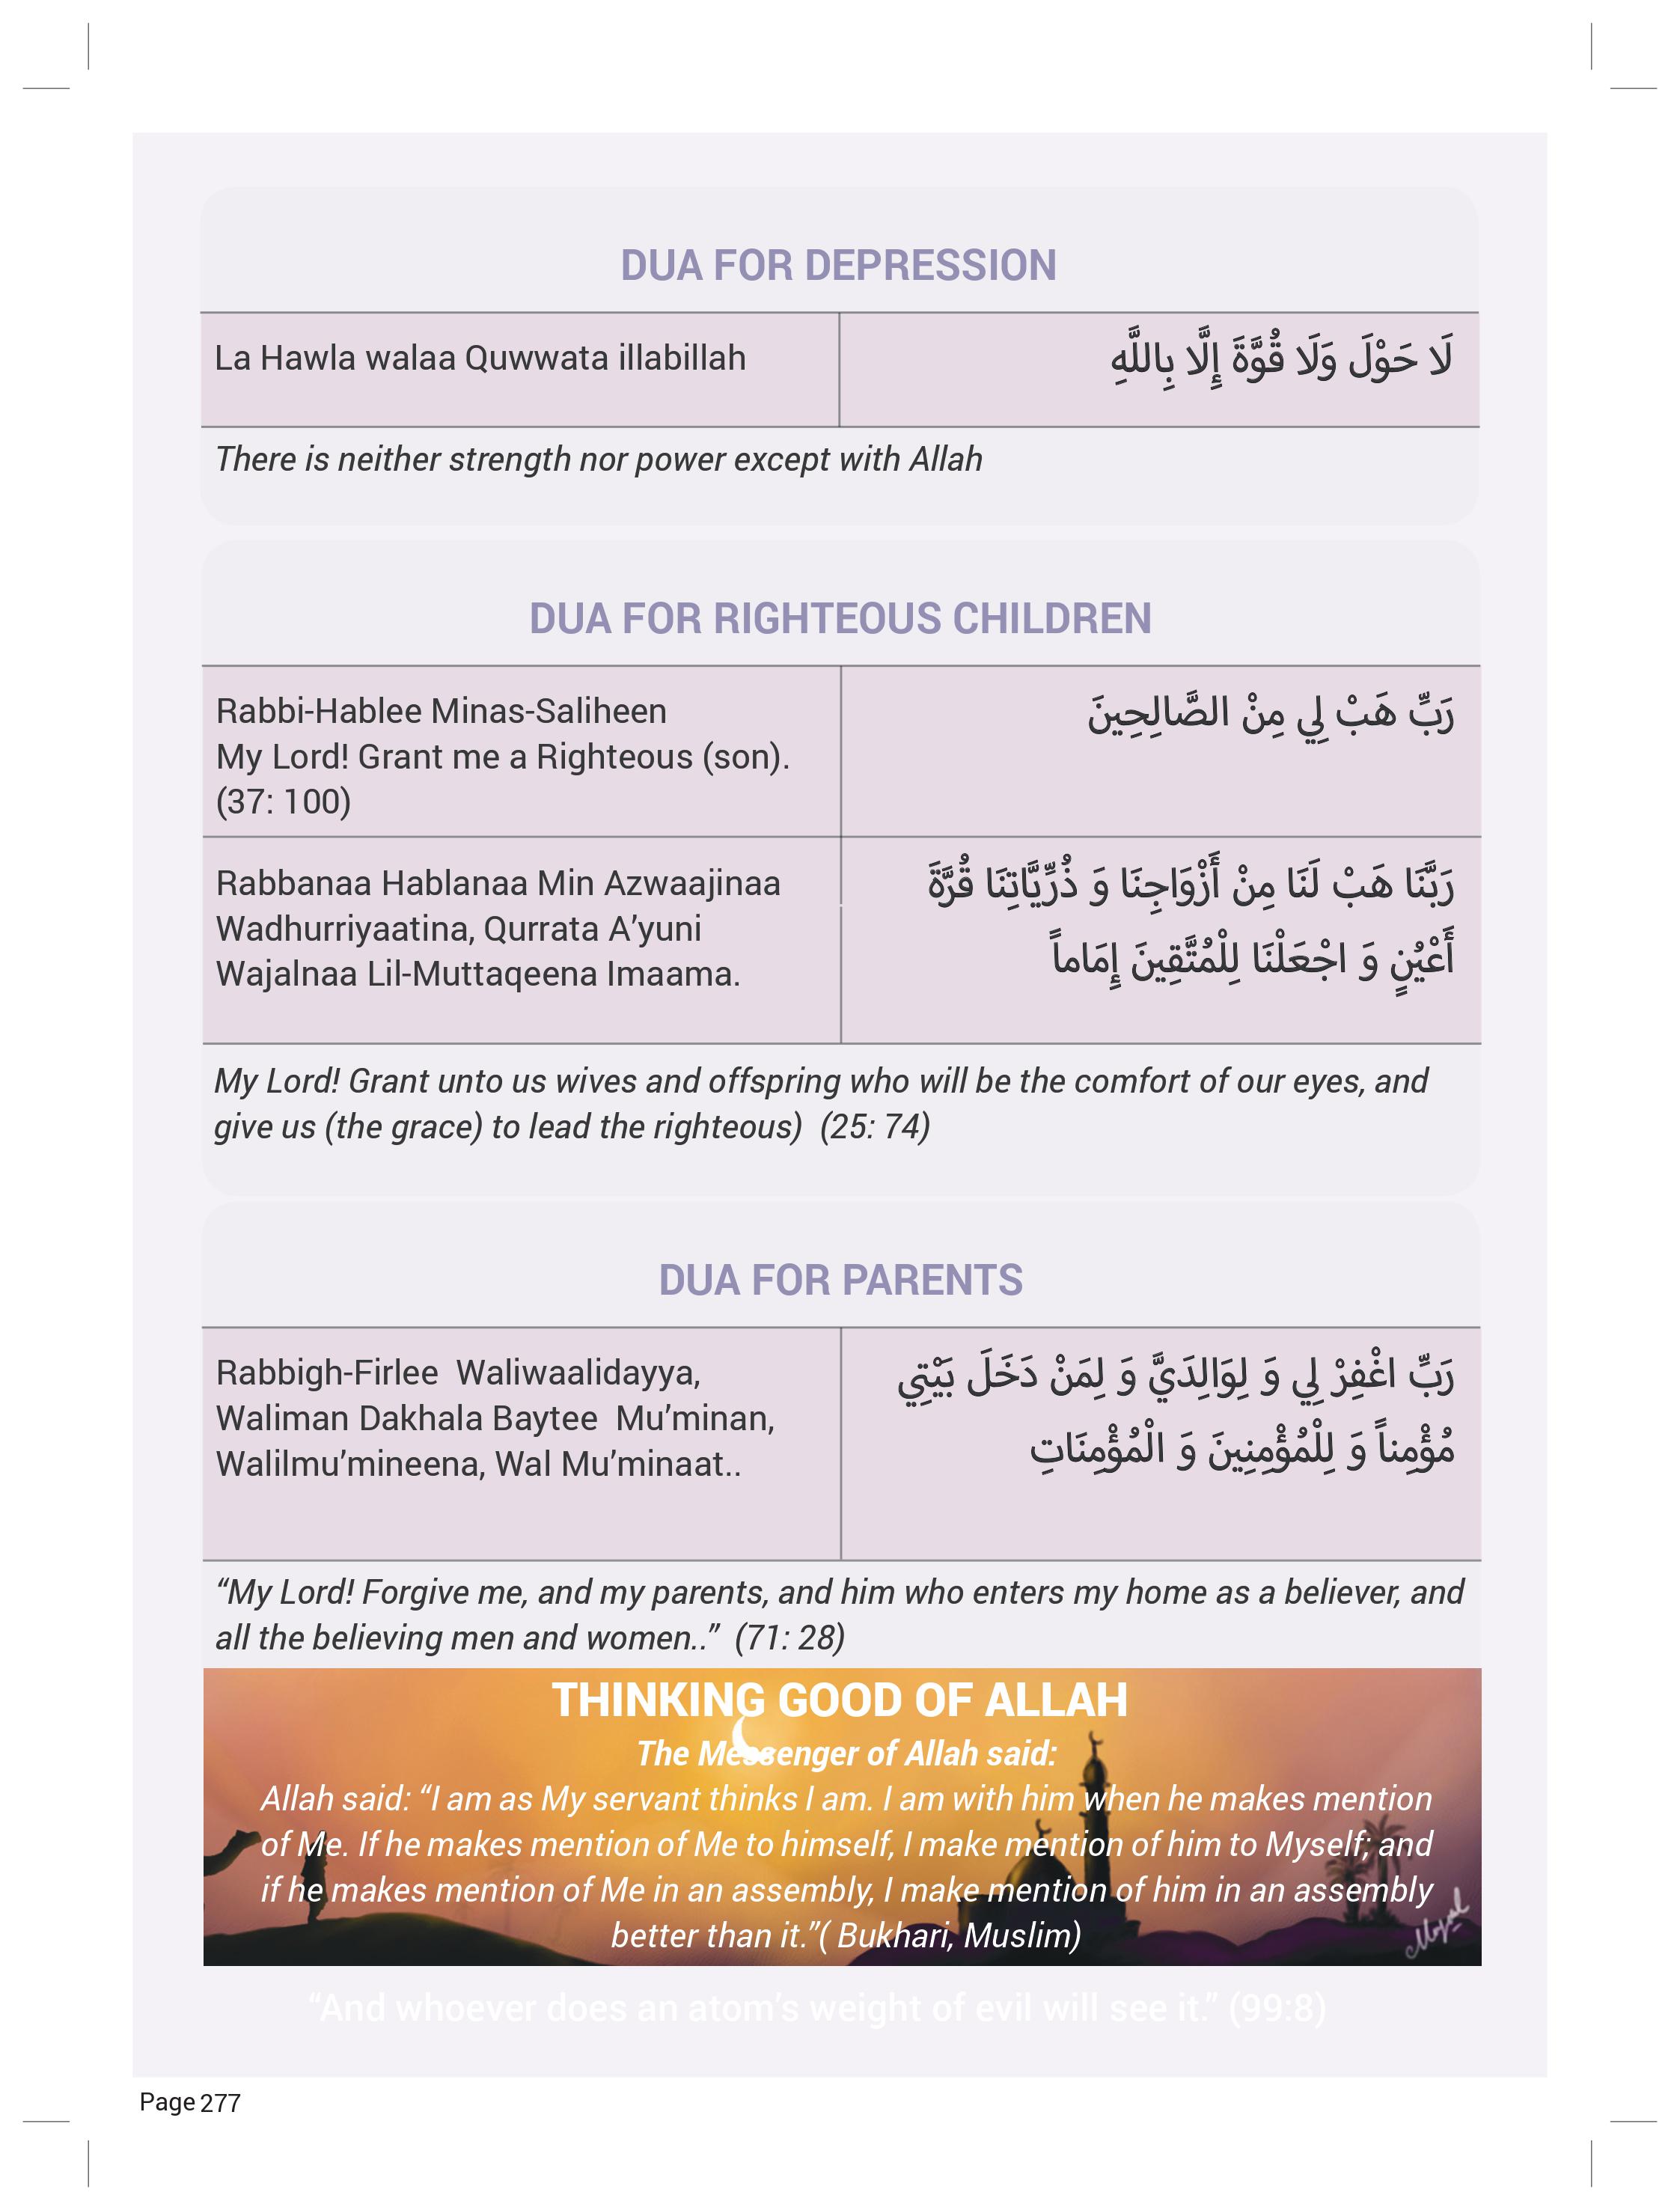 DUA FOR DEPRESSION
La Hawla walaa Quwwata illabillah
لَا حَوْلَ وَلَا قُوَّةَ إِلَّا بِاللَّهِ
There is neither strength nor power except with Allah
DUA FOR RIGHTEOUS CHILDREN
Rabbi-Hablee Minas-Saliheen
My Lord! Grant me a Righteous (son).
(37: 100)
رَبِّ هَبْ لِي مِنْ الصَّالِحِينَ
Rabbanaa Hablanaa Min Azwaajinaa
Wadhurriyaatina, Qurrata A’yuni
Wajalnaa Lil-Muttaqeena Imaama.
رَبَّنَا هَبْ لَنَا مِنْ أَزْوَاجِنَا وَ ذُرِّيَّاتِنَا قُرَّةَ
أَعْيُنٍ وَ اجْعَلْنَا لِلْمُتَّقِينَ إِمَاماً
My Lord! Grant unto us wives and offspring who will be the comfort of our eyes, and
give us (the grace) to lead the righteous) (25: 74)
DUA FOR PARENTS
Rabbigh-Firlee Waliwaalidayya,
Waliman Dakhala Baytee Mu’minan,
Walilmu’mineena, Wal Mu’minaat..
رَبِّ اغْفِرْ لِي وَ لِوَالِدَيَّ وَ لِمَنْ دَخَلَ بَيْتِي
مُؤْمِناً وَ لِلْمُؤْمِنِينَ وَ الْمُؤْمِنَاتِ
“My Lord! Forgive me, and my parents, and him who enters my home as a believer, and
all the believing men and women..” (71: 28)
THINKING GOOD OF ALLAH
The Messenger of Allah said:
Allah said: “I am as My servant thinks I am. I am with him when he makes mention
of Me. If he makes mention of Me to himself, I make mention of him to Myself; and
if he makes mention of Me in an assembly, I make mention of him in an assembly
better than it.”( Bukhari, Muslim)
“And whoever does an atom’s weight of evil will see it.” (99:8)
Page 277